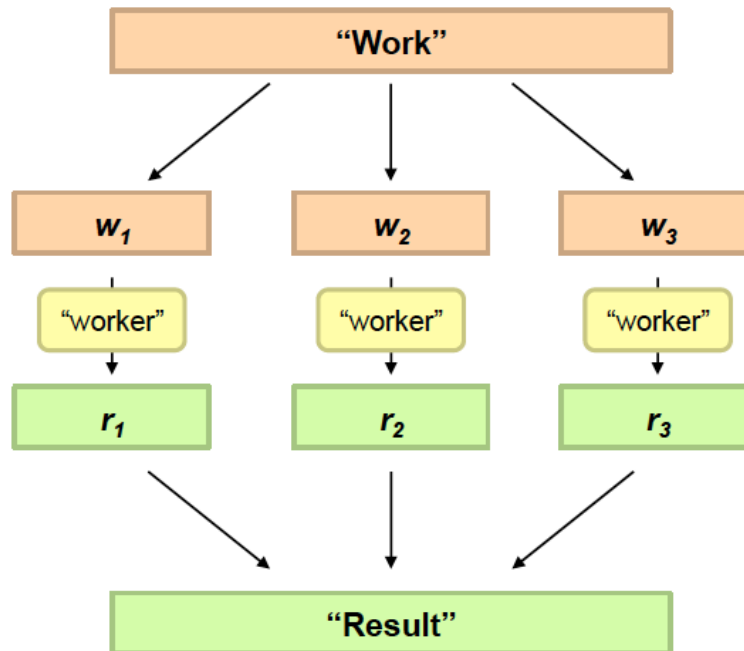 “Work”
w1 w2 w3
“worker” “worker” “worker”
r1 r2 r3
“Result”